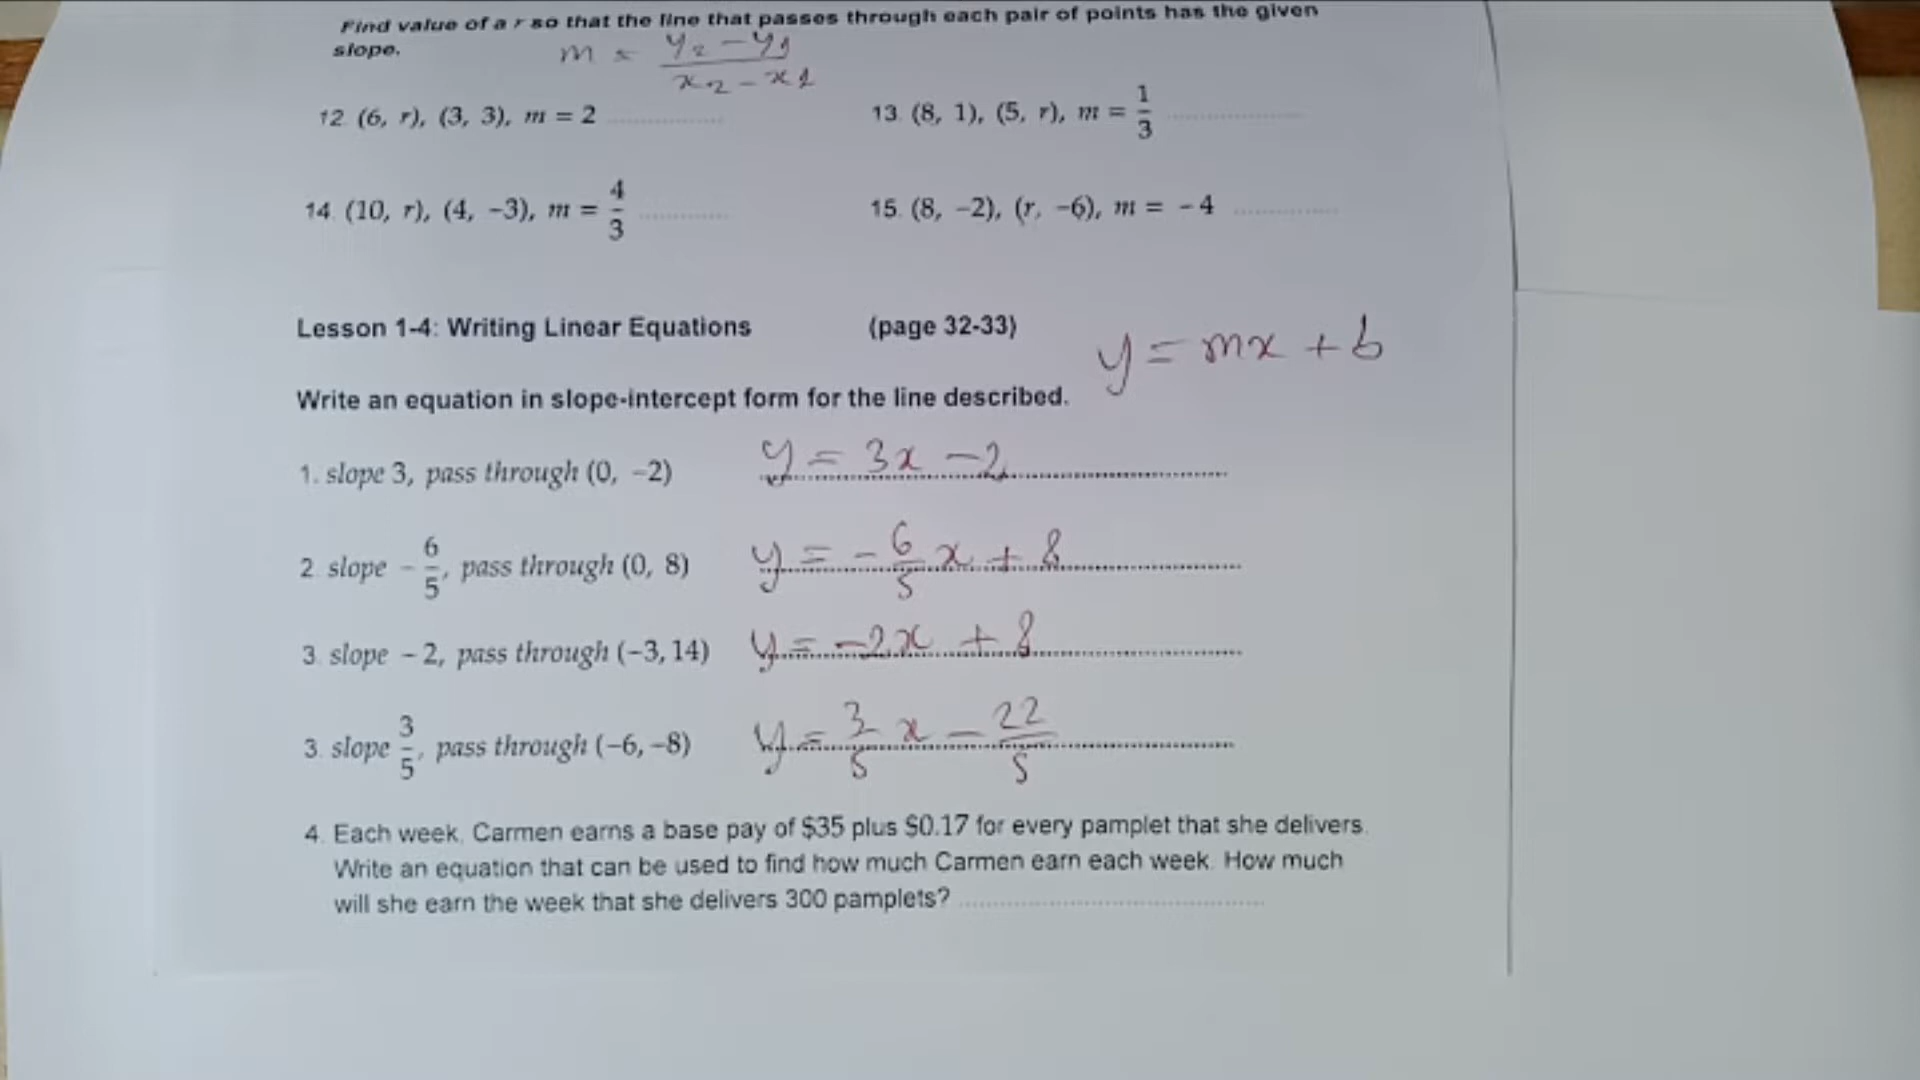 Find value of a r so that the line that passes through each pair of points has the given
slope.
m = y₂ − y₁ / x₂ − x₁
12. (6, r), (3, 3), m = 2 ....................
13. (8, 1), (5, r), m = 1/3 ....................
14. (10, r), (4, −3), m = 4/3 ....................
15. (8, −2), (r, −6), m = −4 ....................
Lesson 1-4: Writing Linear Equations (page 32-33)
y = mx + b
Write an equation in slope-intercept form for the line described.
1. slope 3, pass through (0, −2) y = 3x − 2
2. slope − 6/5, pass through (0, 8) y = − 6/5 x + 8
3. slope − 2, pass through (−3, 14) y = −2x + 8
3. slope 3/5, pass through (−6, −8) y = 3/5 x − 22/5
4. Each week, Carmen earns a base pay of $35 plus $0.17 for every pamplet that she delivers.
Write an equation that can be used to find how much Carmen earn each week. How much
will she earn the week that she delivers 300 pamplets? ....................